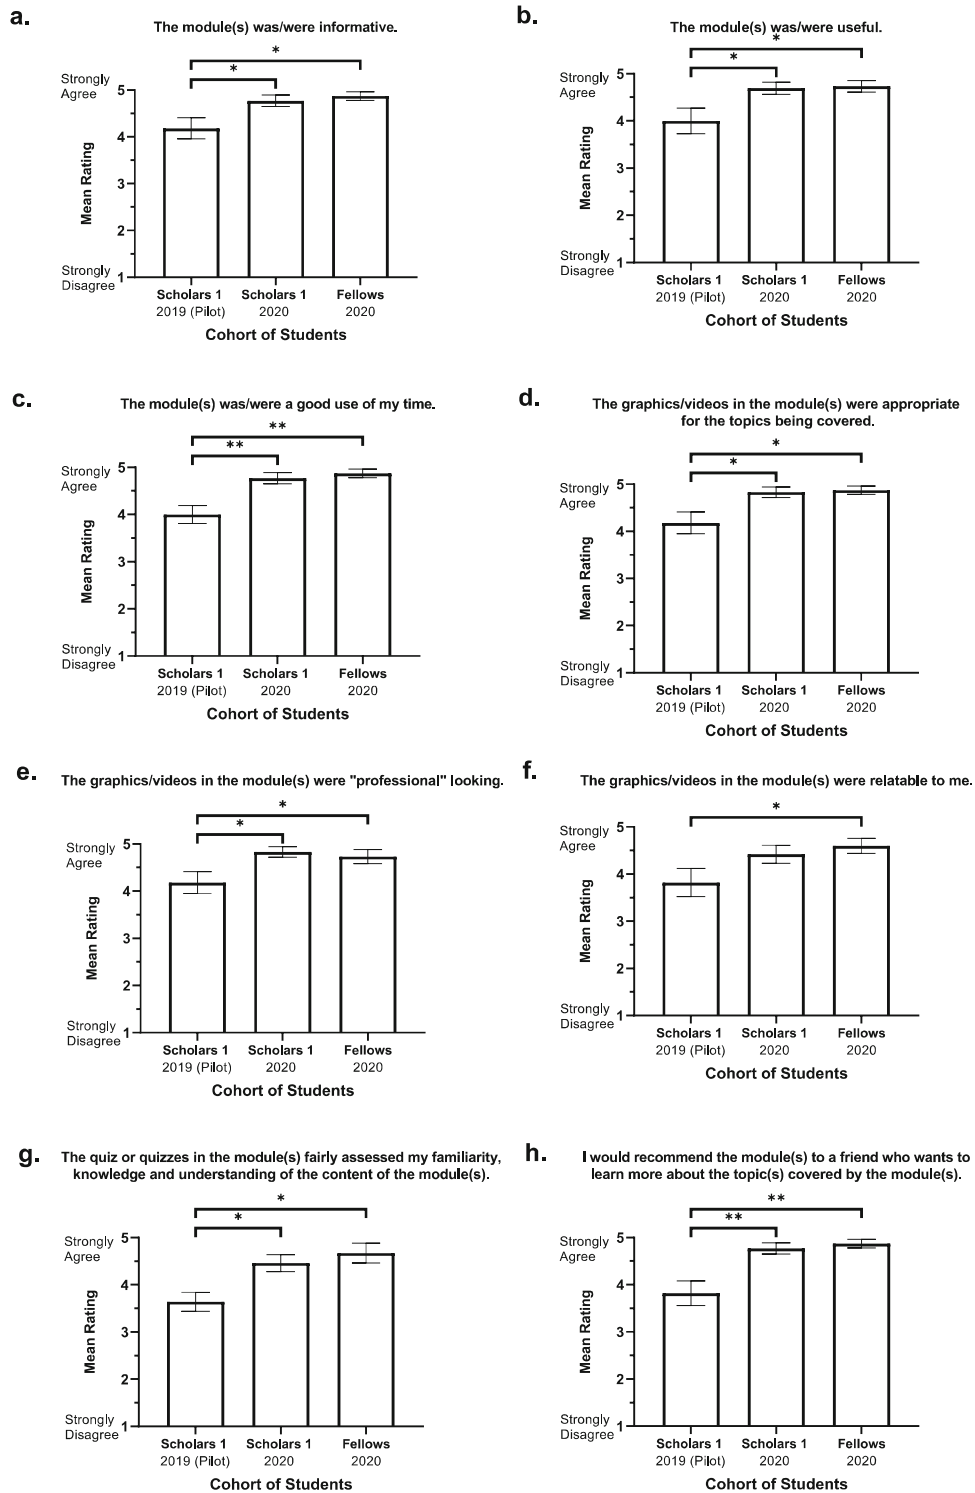 a.
The module(s) was/were informative.
*
*
Strongly
Agree
5
4
3
2
1
Mean Rating
Strongly
Disagree
Scholars 1
2019 (Pilot)
Scholars 1
2020
Fellows
2020
Cohort of Students
b.
The module(s) was/were useful.
*
*
Strongly
Agree
5
4
3
2
1
Mean Rating
Strongly
Disagree
Scholars 1
2019 (Pilot)
Scholars 1
2020
Fellows
2020
Cohort of Students
c.
The module(s) was/were a good use of my time.
**
**
Strongly
Agree
5
4
3
2
1
Mean Rating
Strongly
Disagree
Scholars 1
2019 (Pilot)
Scholars 1
2020
Fellows
2020
Cohort of Students
d.
The graphics/videos in the module(s) were appropriate
for the topics being covered.
*
*
Strongly
Agree
5
4
3
2
1
Mean Rating
Strongly
Disagree
Scholars 1
2019 (Pilot)
Scholars 1
2020
Fellows
2020
Cohort of Students
e.
The graphics/videos in the module(s) were "professional" looking.
*
*
Strongly
Agree
5
4
3
2
1
Mean Rating
Strongly
Disagree
Scholars 1
2019 (Pilot)
Scholars 1
2020
Fellows
2020
Cohort of Students
f.
The graphics/videos in the module(s) were relatable to me.
*
Strongly
Agree
5
4
3
2
1
Mean Rating
Strongly
Disagree
Scholars 1
2019 (Pilot)
Scholars 1
2020
Fellows
2020
Cohort of Students
g.
The quiz or quizzes in the module(s) fairly assessed my familiarity,
knowledge and understanding of the content of the module(s).
*
*
Strongly
Agree
5
4
3
2
1
Mean Rating
Strongly
Disagree
Scholars 1
2019 (Pilot)
Scholars 1
2020
Fellows
2020
Cohort of Students
h.
I would recommend the module(s) to a friend who wants to
learn more about the topic(s) covered by the module(s).
**
**
Strongly
Agree
5
4
3
2
1
Mean Rating
Strongly
Disagree
Scholars 1
2019 (Pilot)
Scholars 1
2020
Fellows
2020
Cohort of Students